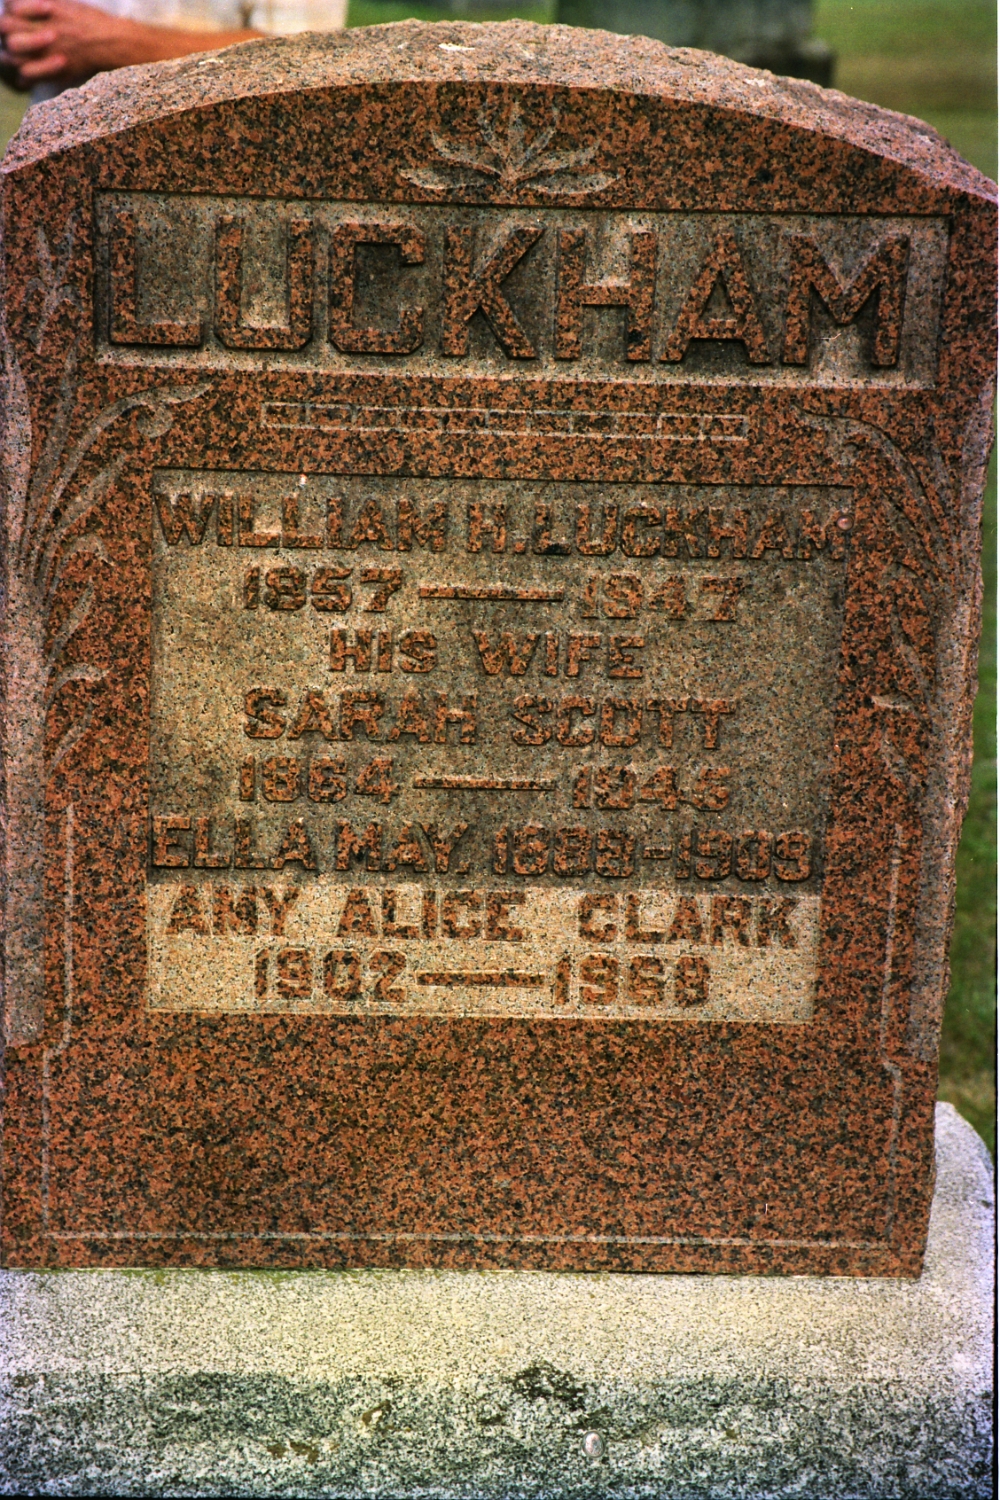 LUCKHAM
WILLIAM H. LUCKHAM
1857 — 1947
HIS WIFE
SARAH SCOTT
1864 — 1945
ELLA MAY, 1888-1909
AMY ALICE CLARK
1902 — 1968